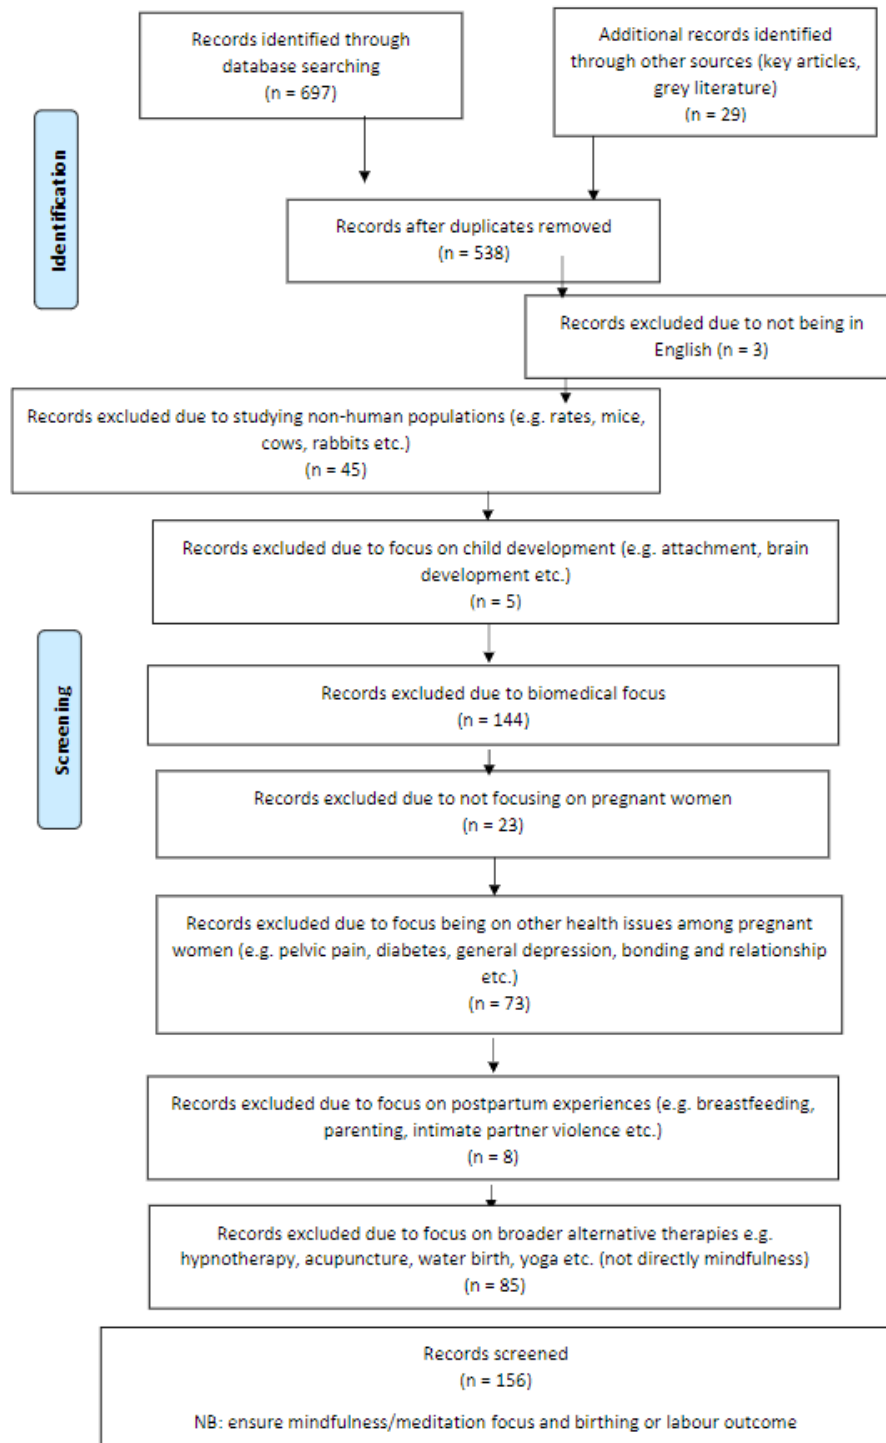 Records identified through
database searching
(n = 697)
Additional records identified
through other sources (key articles,
grey literature)
(n = 29)
Identification
Records after duplicates removed
(n = 538)
Records excluded due to not being in
English (n = 3)
Records excluded due to studying non-human populations (e.g. rates, mice,
cows, rabbits etc.)
(n = 45)
Records excluded due to focus on child development (e.g. attachment, brain
development etc.)
(n = 5)
Screening
Records excluded due to biomedical focus
(n = 144)
Records excluded due to not focusing on pregnant women
(n = 23)
Records excluded due to focus being on other health issues among pregnant
women (e.g. pelvic pain, diabetes, general depression, bonding and relationship
etc.)
(n = 73)
Records excluded due to focus on postpartum experiences (e.g. breastfeeding,
parenting, intimate partner violence etc.)
(n = 8)
Records excluded due to focus on broader alternative therapies e.g.
hypnotherapy, acupuncture, water birth, yoga etc. (not directly mindfulness)
(n = 85)
Records screened
(n = 156)
NB: ensure mindfulness/meditation focus and birthing or labour outcome